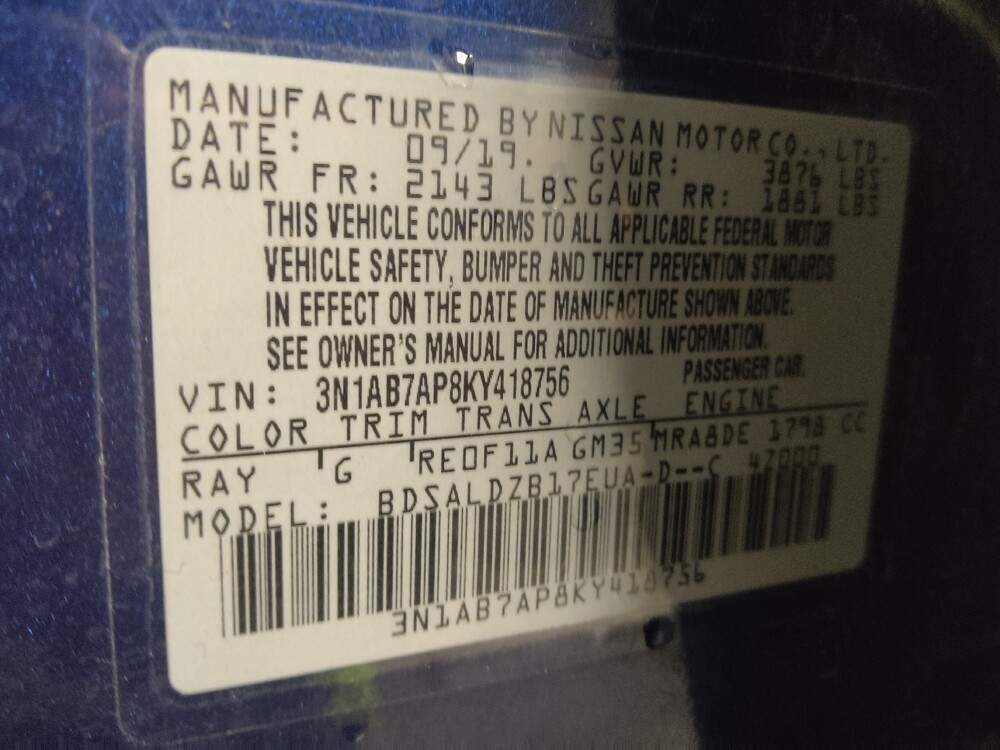 MANUFACTURED BY NISSAN MOTOR CO., LTD.
DATE: 09/19. GVWR: 3876 LBS
GAWR FR: 2143 LBS GAWR RR: 1881 LBS
THIS VEHICLE CONFORMS TO ALL APPLICABLE FEDERAL MOTOR
VEHICLE SAFETY, BUMPER AND THEFT PREVENTION STANDARDS
IN EFFECT ON THE DATE OF MANUFACTURE SHOWN ABOVE.
SEE OWNER'S MANUAL FOR ADDITIONAL INFORMATION.
VIN: 3N1AB7AP8KY418756 PASSENGER CAR.
COLOR TRIM TRANS AXLE ENGINE
RAY G RE0F11A GM35 MRA8DE 1798 CC
MODEL: BDSALDZB17EUA-D--C 47000
3N1AB7AP8KY418756